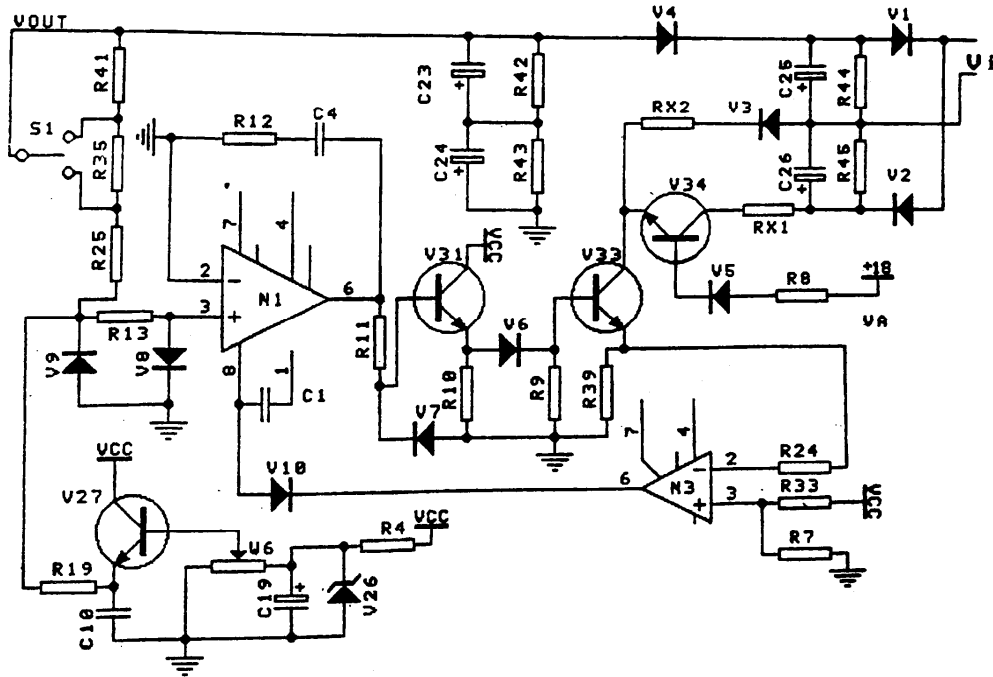 VOUT
V4
V1
R41
C23
+
R42
C25
+
R44
Vi
S1
R35
R12
C4
RX2
V3
C24
+
R43
C26
+
R45
V2
V34
RX1
R25
7
4
V31
VCC
V33
V5
R8
+18
VA
2
-
N1
6
3
+
R13
R11
V6
V9
V8
8
1
C1
R10
R9
R39
V7
7
4
VCC
V10
6
N3
-
2
R24
+
3
R33
VCC
V27
R4
VCC
R7
W6
R19
C19
+
V26
C10